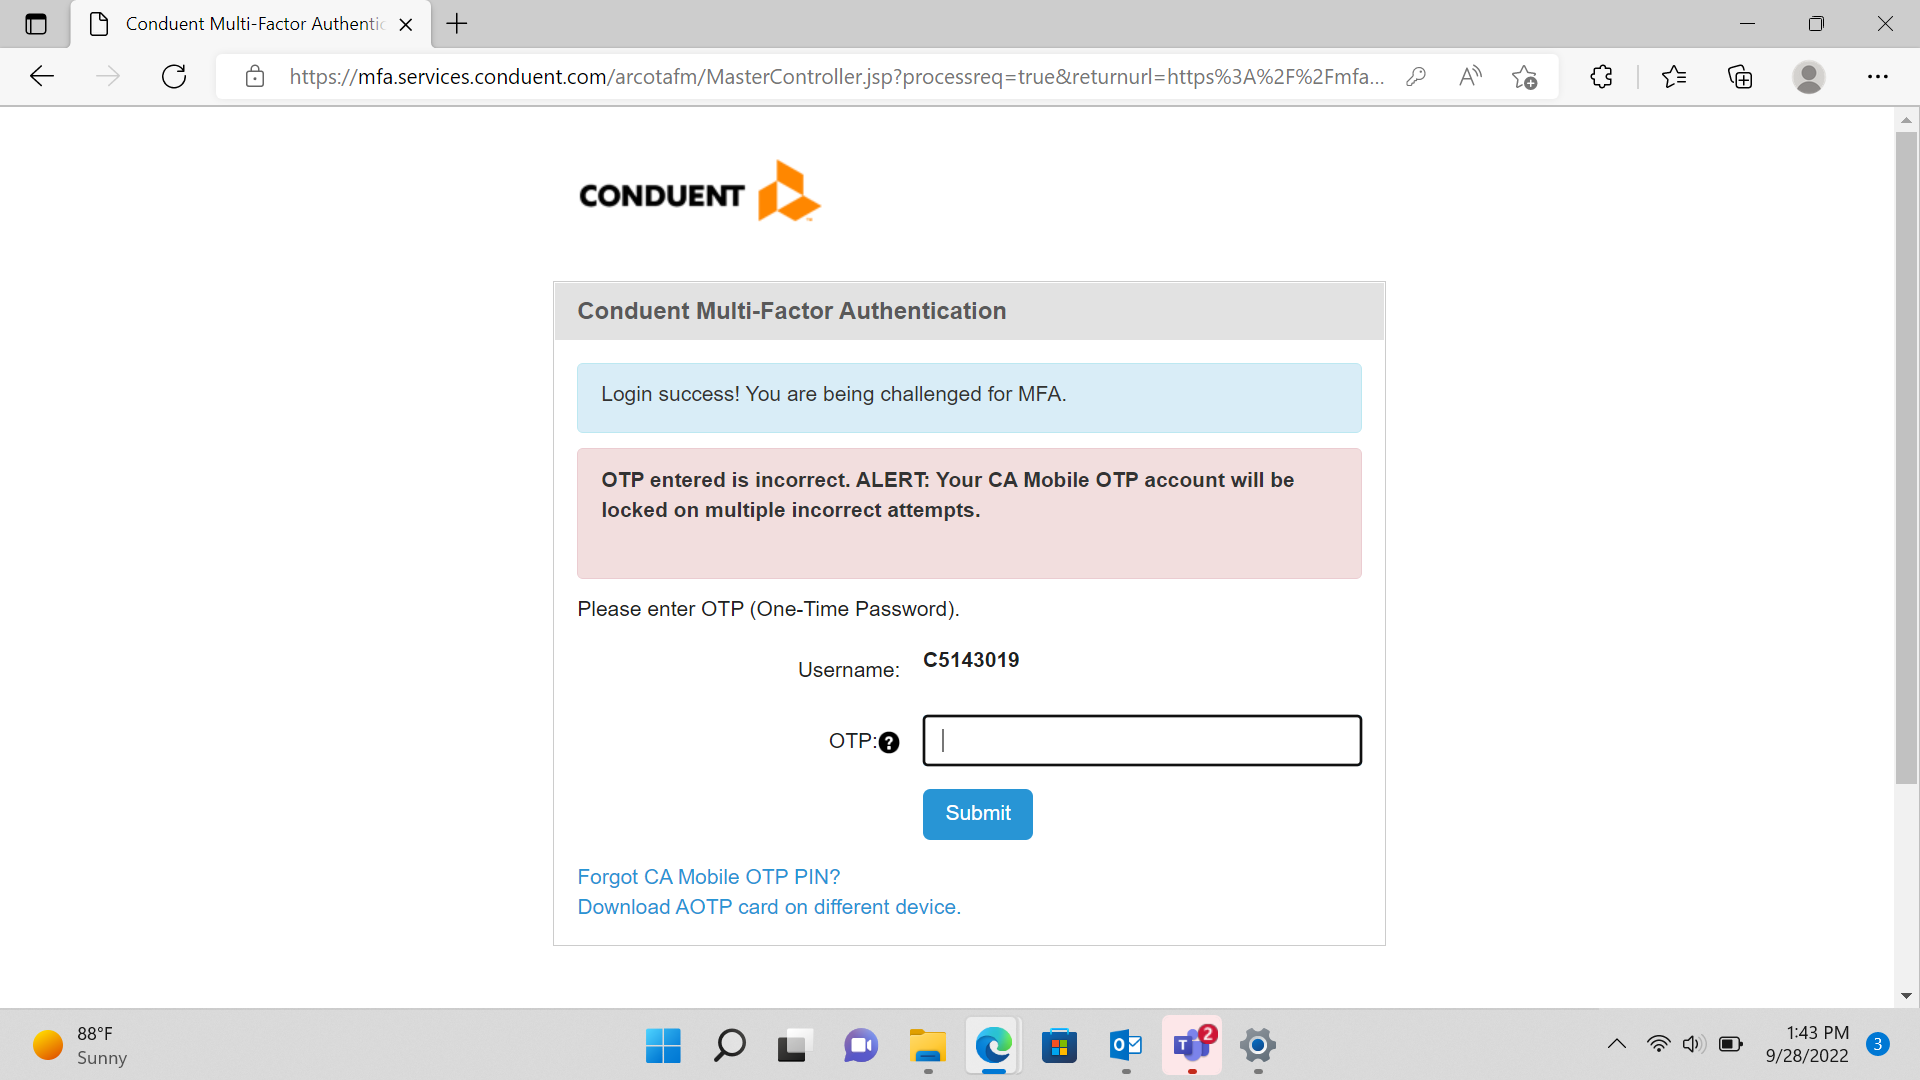 Conduent Multi-Factor Authentic
https://mfa.services.conduent.com/arcotafm/MasterController.jsp?processreq=true&returnurl=https%3A%2F%2Fmfa...
CONDUENT
Conduent Multi-Factor Authentication
Login success! You are being challenged for MFA.
OTP entered is incorrect. ALERT: Your CA Mobile OTP account will be
locked on multiple incorrect attempts.
Please enter OTP (One-Time Password).
Username: C5143019
OTP:?
Submit
Forgot CA Mobile OTP PIN?
Download AOTP card on different device.
88°F
Sunny
2
1:43 PM
9/28/2022
3